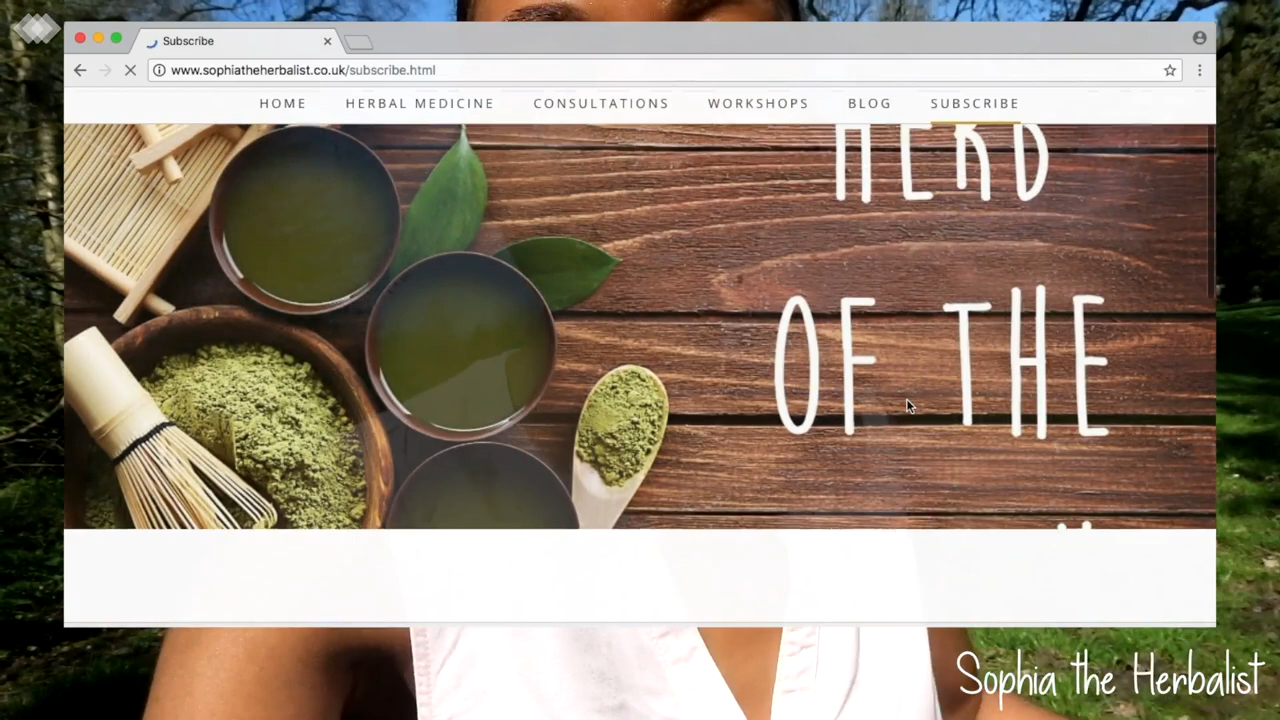 Subscribe
www.sophiatheherbalist.co.uk/subscribe.html
HOME HERBAL MEDICINE CONSULTATIONS WORKSHOPS BLOG SUBSCRIBE
HERB
OF THE
Sophia the Herbalist